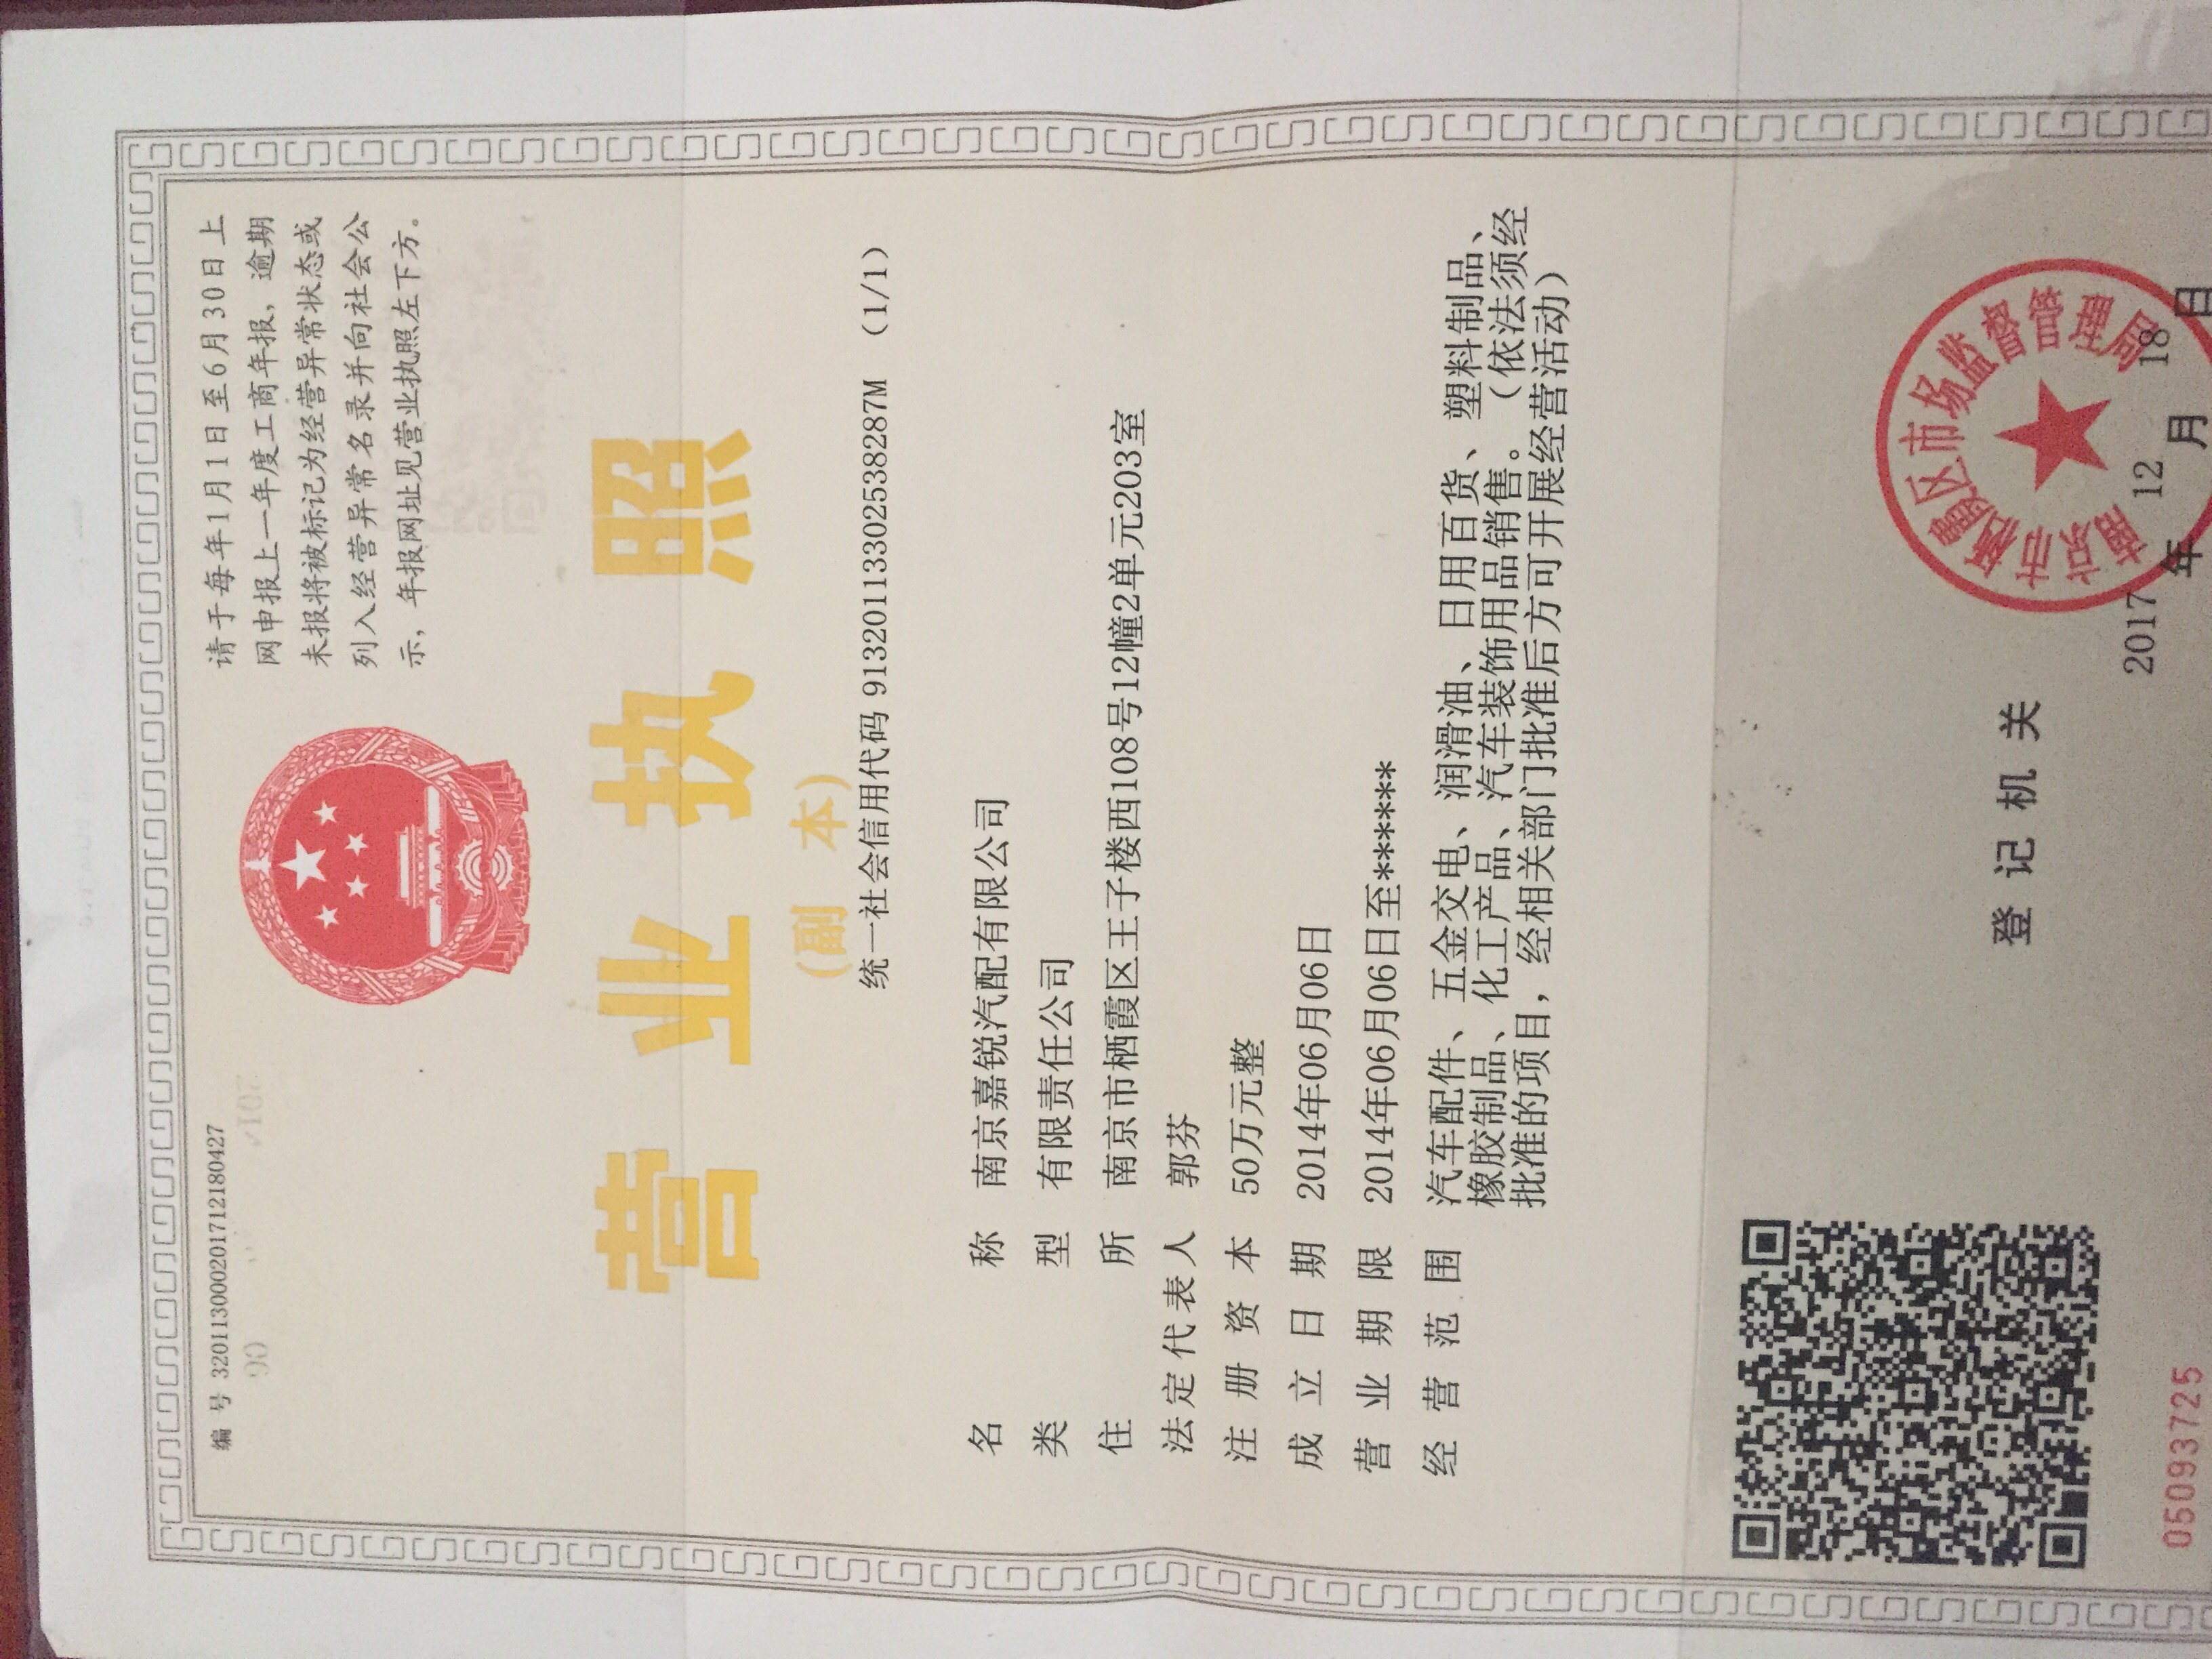 编 号 320113000201712180427
请于每年1月1日至6月30日上
网申报上一年度工商年报，逾期
未报将被标记为经营异常状态或
列入经营异常名录并向社会公
示，年报网址见营业执照左下方。
营业执照
（副 本）
统一社会信用代码 91320113302538287M （1/1）
名 称 南京嘉锐汽配有限公司
类 型 有限责任公司
住 所 南京市栖霞区王子楼西108号12幢2单元203室
法定代表人 郭芬
注 册 资 本 50万元整
成 立 日 期 2014年06月06日
营 业 期 限 2014年06月06日至******
经 营 范 围 汽车配件、五金交电、润滑油、日用百货、塑料制品、
橡胶制品、化工产品、汽车装饰用品销售。（依法须经
批准的项目，经相关部门批准后方可开展经营活动）
登 记 机 关
南京市栖霞区市场监督管理局
2017 年 12 月 18 日
05093725